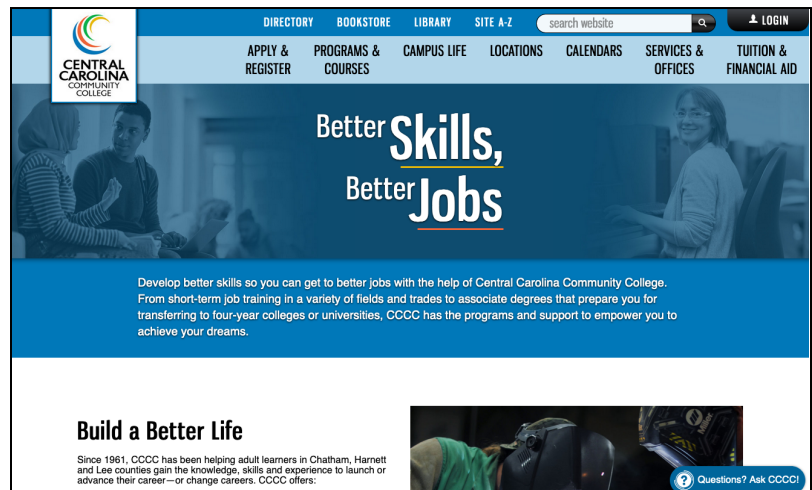 DIRECTORY BOOKSTORE LIBRARY SITE A-Z search website LOGIN
CENTRAL
CAROLINA
COMMUNITY
COLLEGE
APPLY &
REGISTER
PROGRAMS &
COURSES
CAMPUS LIFE
LOCATIONS
CALENDARS
SERVICES &
OFFICES
TUITION &
FINANCIAL AID
Better Skills,
Better Jobs
Develop better skills so you can get to better jobs with the help of Central Carolina Community College.
From short-term job training in a variety of fields and trades to associate degrees that prepare you for
transferring to four-year colleges or universities, CCCC has the programs and support to empower you to
achieve your dreams.
Build a Better Life
Since 1961, CCCC has been helping adult learners in Chatham, Harnett
and Lee counties gain the knowledge, skills and experience to launch or
advance their career—or change careers. CCCC offers:
Miller
? Questions? Ask CCCC!